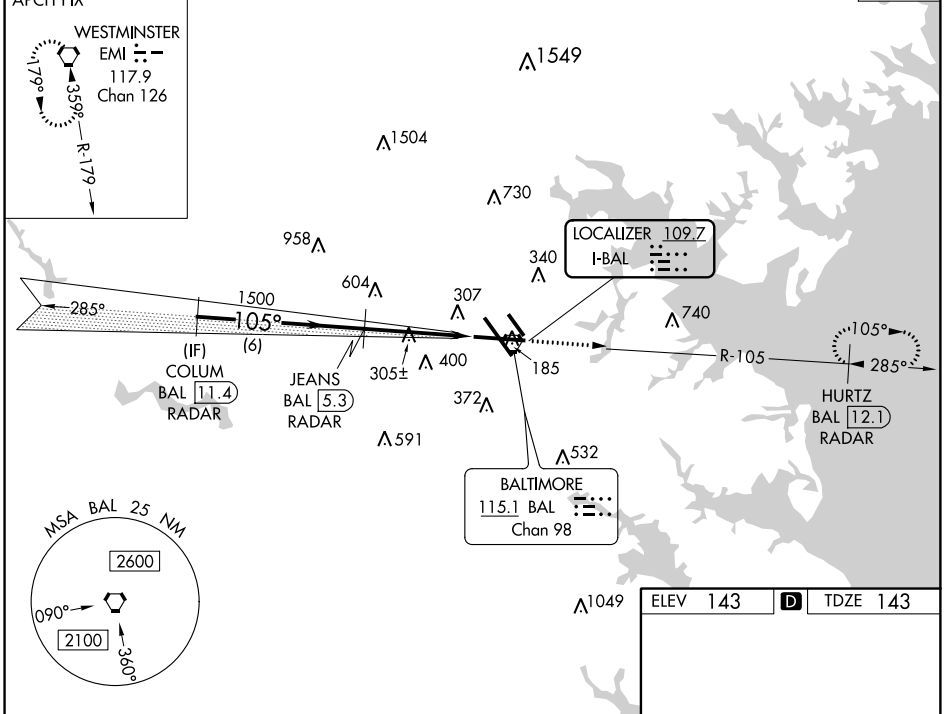 WESTMINSTER
EMI
117.9
Chan 126
179°
359°
R-179
1549
1504
730
958
LOCALIZER 109.7
I-BAL
340
604
307
740
285°
1500
105°
(6)
(IF)
COLUM
BAL 11.4
RADAR
JEANS
BAL 5.3
RADAR
305±
400
185
R-105
105°
285°
HURTZ
BAL 12.1
RADAR
372
591
532
BALTIMORE
115.1 BAL
Chan 98
MSA BAL 25 NM
2600
090°
2100
360°
1049
ELEV 143 D TDZE 143